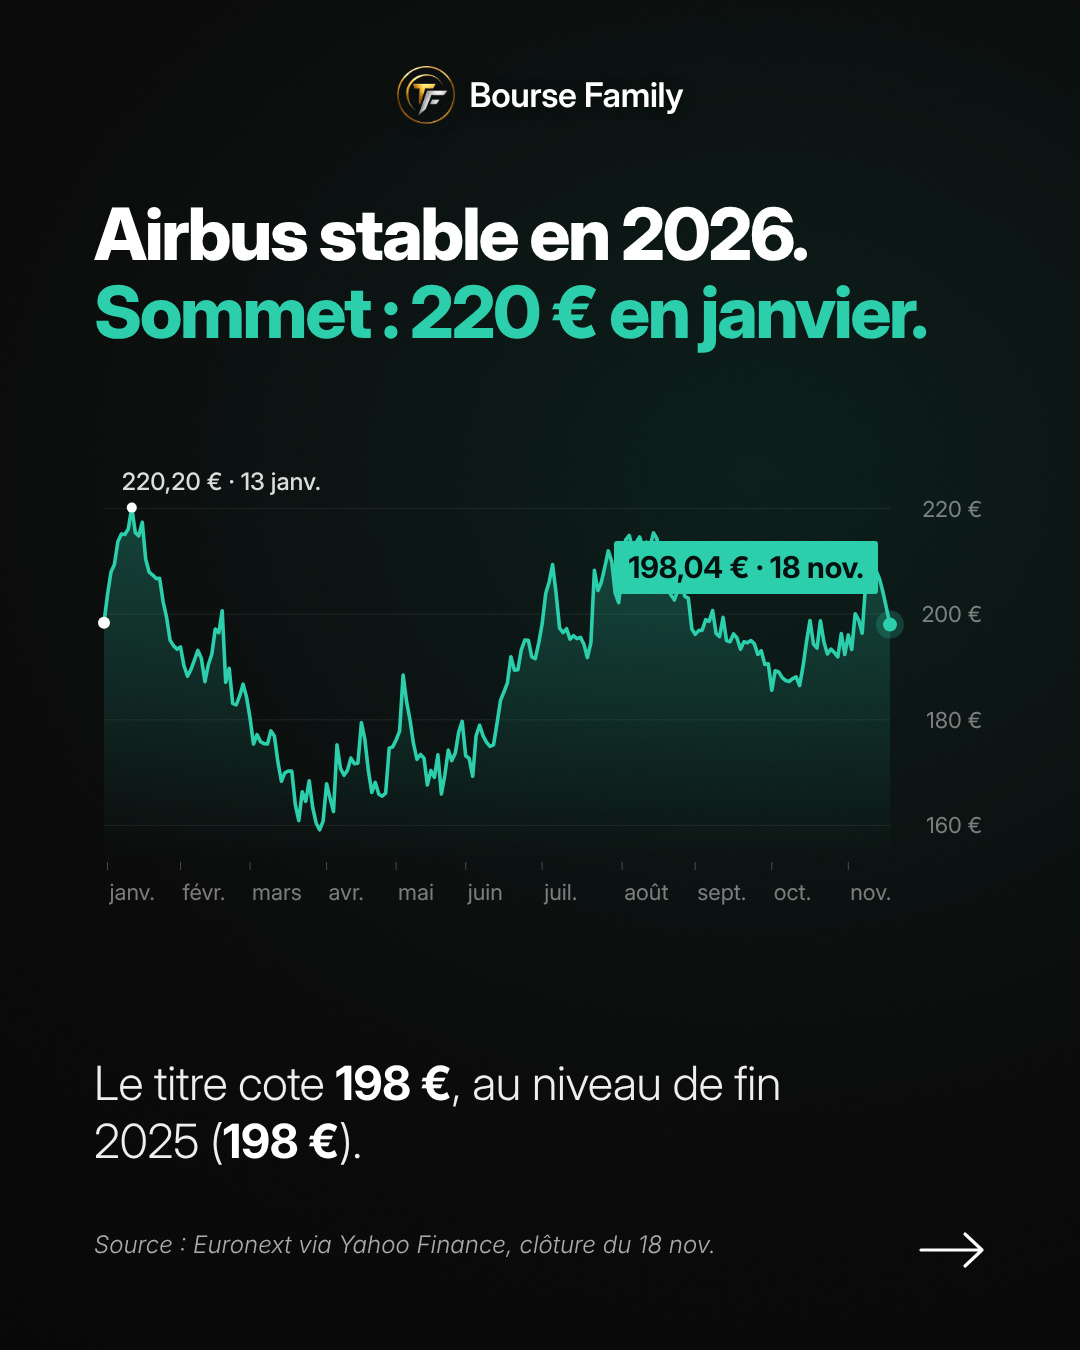 TF Bourse Family
Airbus stable en 2026.
Sommet : 220 € en janvier.
220,20 € · 13 janv.
220 €
198,04 € · 18 nov.
200 €
180 €
160 €
janv. févr. mars avr. mai juin juil. août sept. oct. nov.
Le titre cote 198 €, au niveau de fin
2025 (198 €).
Source : Euronext via Yahoo Finance, clôture du 18 nov.